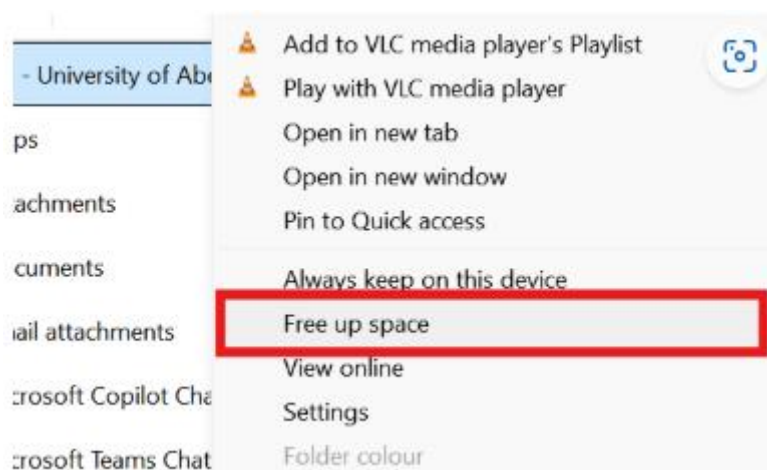 - University of Abe
ps
achments
cuments
ail attachments
crosoft Copilot Cha
crosoft Teams Chat
Add to VLC media player's Playlist
Play with VLC media player
Open in new tab
Open in new window
Pin to Quick access
Always keep on this device
Free up space
View online
Settings
Folder colour